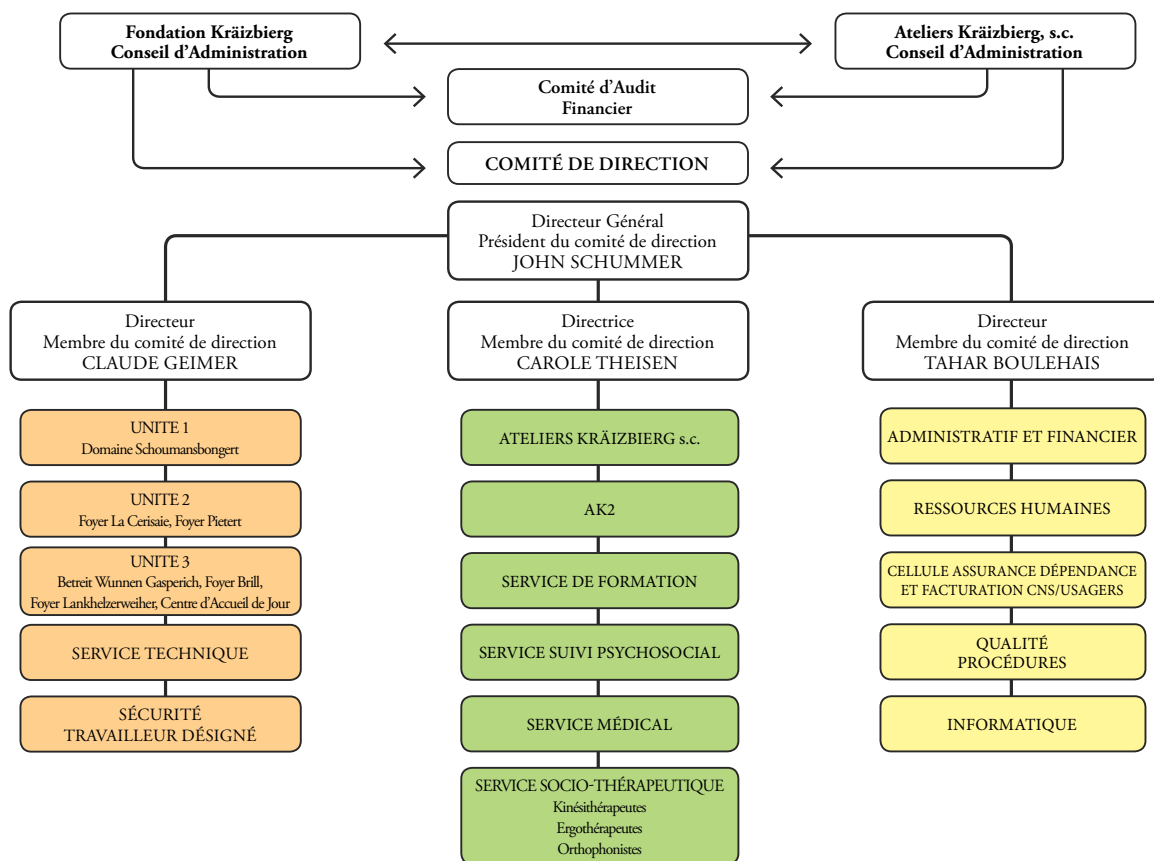 Fondation Kräizbierg
Conseil d'Administration
Ateliers Kräizbierg, s.c.
Conseil d'Administration
Comité d'Audit
Financier
COMITÉ DE DIRECTION
Directeur Général
Président du comité de direction
JOHN SCHUMMER
Directeur
Membre du comité de direction
CLAUDE GEIMER
Directrice
Membre du comité de direction
CAROLE THEISEN
Directeur
Membre du comité de direction
TAHAR BOULEHAIS
UNITE 1
Domaine Schoumansbongert
UNITE 2
Foyer La Cerisaie, Foyer Pietert
UNITE 3
Betreit Wunnen Gasperich, Foyer Brill,
Foyer Lankhelzerweiher, Centre d'Accueil de Jour
SERVICE TECHNIQUE
SÉCURITÉ
TRAVAILLEUR DÉSIGNÉ
ATELIERS KRÄIZBIERG s.c.
AK2
SERVICE DE FORMATION
SERVICE SUIVI PSYCHOSOCIAL
SERVICE MÉDICAL
SERVICE SOCIO-THÉRAPEUTIQUE
Kinésithérapeutes
Ergothérapeutes
Orthophonistes
ADMINISTRATIF ET FINANCIER
RESSOURCES HUMAINES
CELLULE ASSURANCE DÉPENDANCE
ET FACTURATION CNS/USAGERS
QUALITÉ
PROCÉDURES
INFORMATIQUE